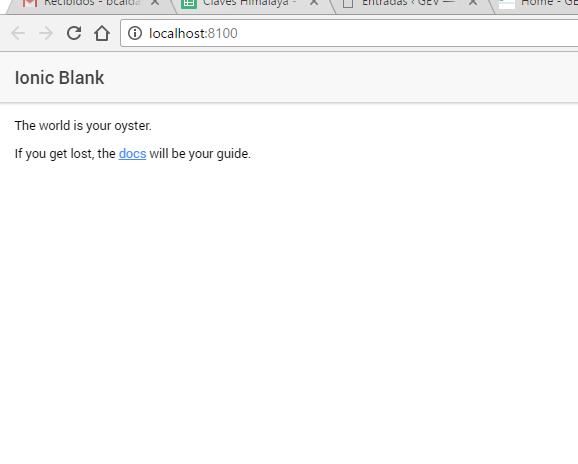 Recibidos - bcalda
Claves Himalaya -
Entradas ‹ GEV —
Home - GE
localhost:8100
Ionic Blank
The world is your oyster.
If you get lost, the docs will be your guide.